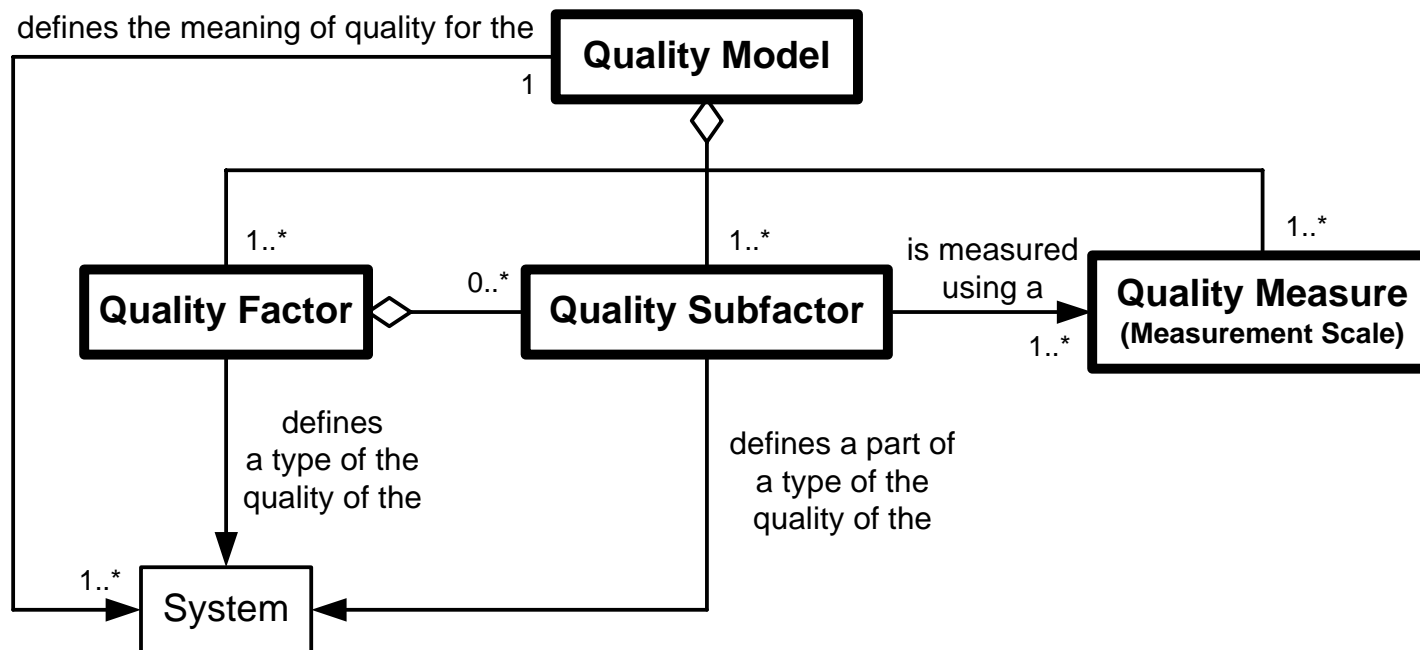 defines the meaning of quality for the
Quality Model
1
1..*
1..*
1..*
is measured
using a
0..*
Quality Factor
Quality Subfactor
Quality Measure
(Measurement Scale)
1..*
defines
a type of the
quality of the
defines a part of
a type of the
quality of the
1..*
System